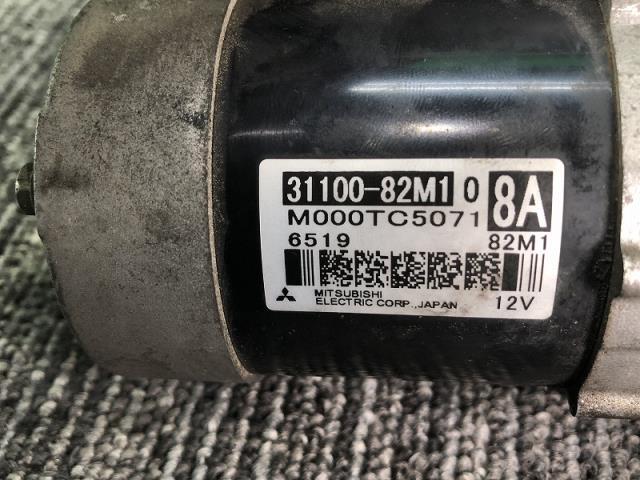 31100-82M1 0 8A
M000TC5071
6519 82M1
MITSUBISHI
ELECTRIC CORP.,JAPAN 12V